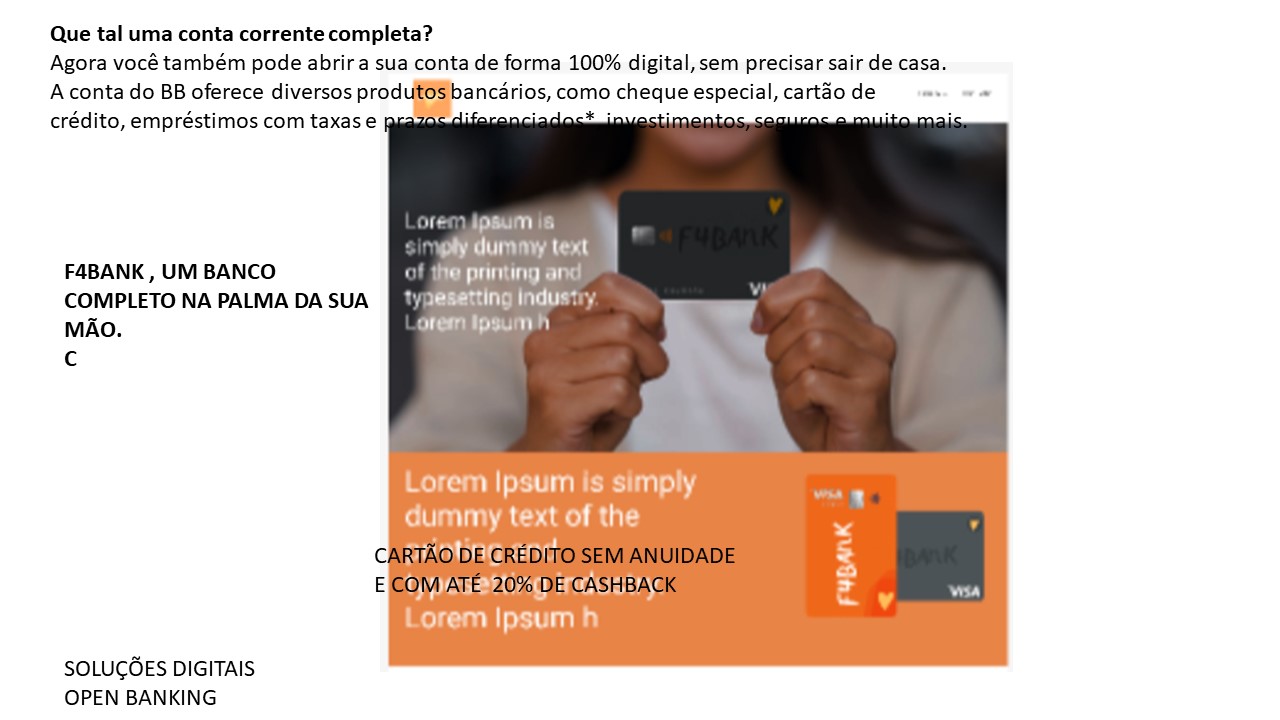 Que tal uma conta corrente completa?
Agora você também pode abrir a sua conta de forma 100% digital, sem precisar sair de casa.
A conta do BB oferece diversos produtos bancários, como cheque especial, cartão de
crédito, empréstimos com taxas e prazos diferenciados*, investimentos, seguros e muito mais.
Lorem Ipsum is
simply dummy text
of the printing and
typesetting industry.
Lorem Ipsum h
F4BANK
VISA
F4BANK , UM BANCO
COMPLETO NA PALMA DA SUA
MÃO.
C
Lorem Ipsum is simply
dummy text of the
printing and
typesetting industry.
Lorem Ipsum h
CARTÃO DE CRÉDITO SEM ANUIDADE
E COM ATÉ 20% DE CASHBACK
VISA
F4BANK
F4BANK
VISA
SOLUÇÕES DIGITAIS
OPEN BANKING